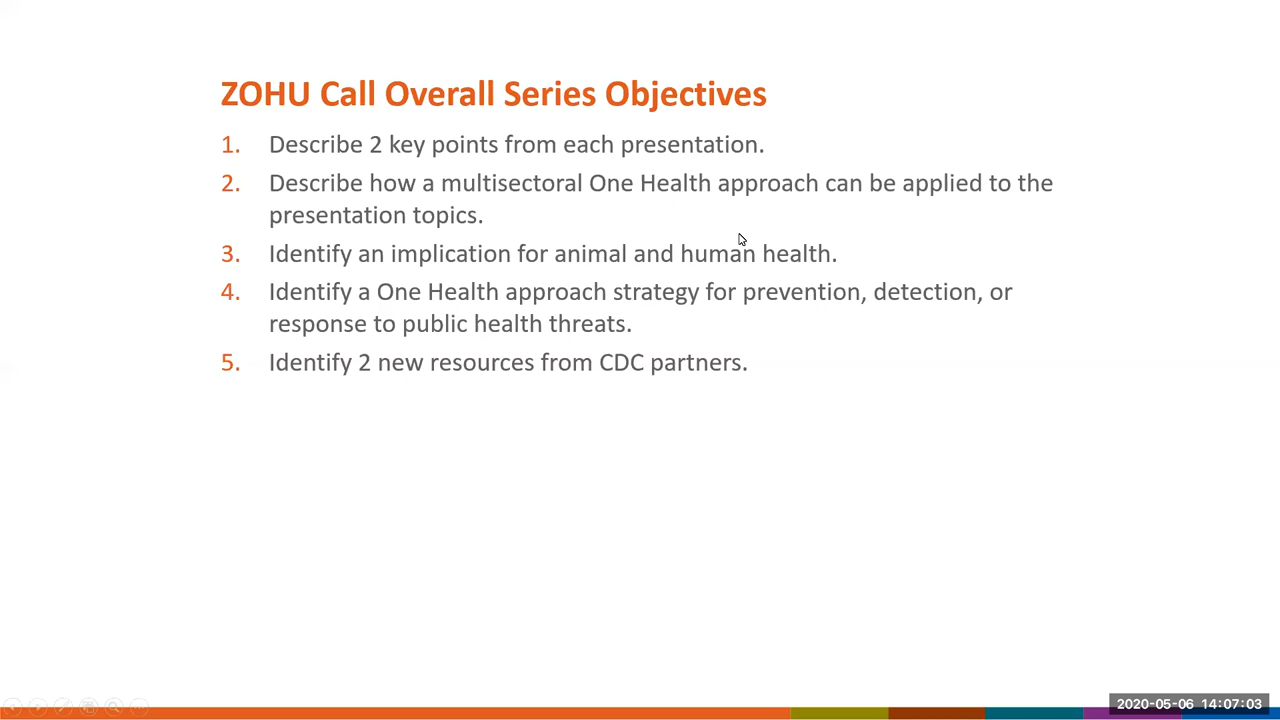 ZOHU Call Overall Series Objectives
1. Describe 2 key points from each presentation.
2. Describe how a multisectoral One Health approach can be applied to the
presentation topics.
3. Identify an implication for animal and human health.
4. Identify a One Health approach strategy for prevention, detection, or
response to public health threats.
5. Identify 2 new resources from CDC partners.
2020-05-06 14:07:03